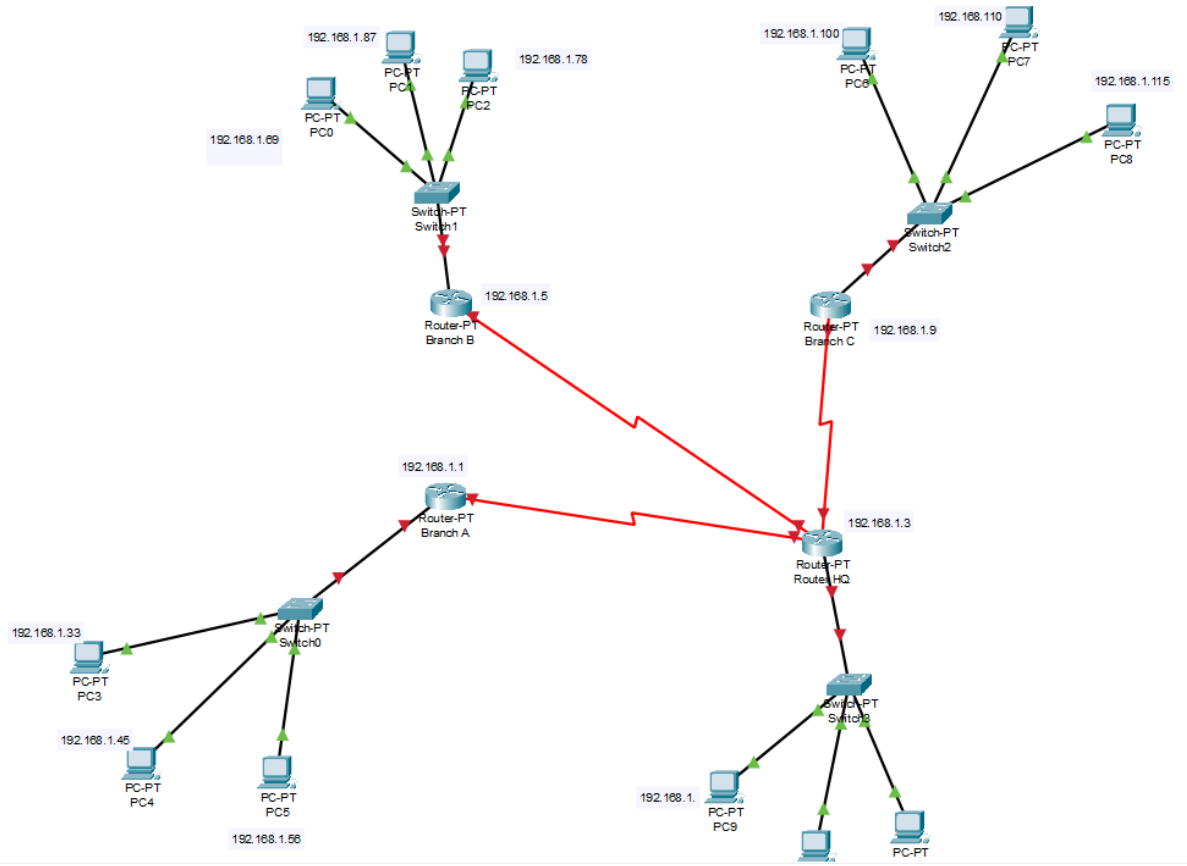 192.168.1.87
PC-PT
PC1
192.168.1.78
PC-PT
PC2
PC-PT
PC0
192.168.1.69
Switch-PT
Switch1
192.168.1.5
Router-PT
Branch B
192.168.1.100
PC-PT
PC6
192.168.110
PC-PT
PC7
192.168.1.115
PC-PT
PC8
Switch-PT
Switch2
Router-PT
Branch C
192.168.1.9
192.168.1.1
Router-PT
Branch A
192.168.1.3
Router-PT
Router HQ
Switch-PT
Switch0
192.168.1.33
PC-PT
PC3
192.168.1.45
PC-PT
PC4
PC-PT
PC5
192.168.1.56
Switch-PT
Switch3
192.168.1.
PC-PT
PC9
PC-PT